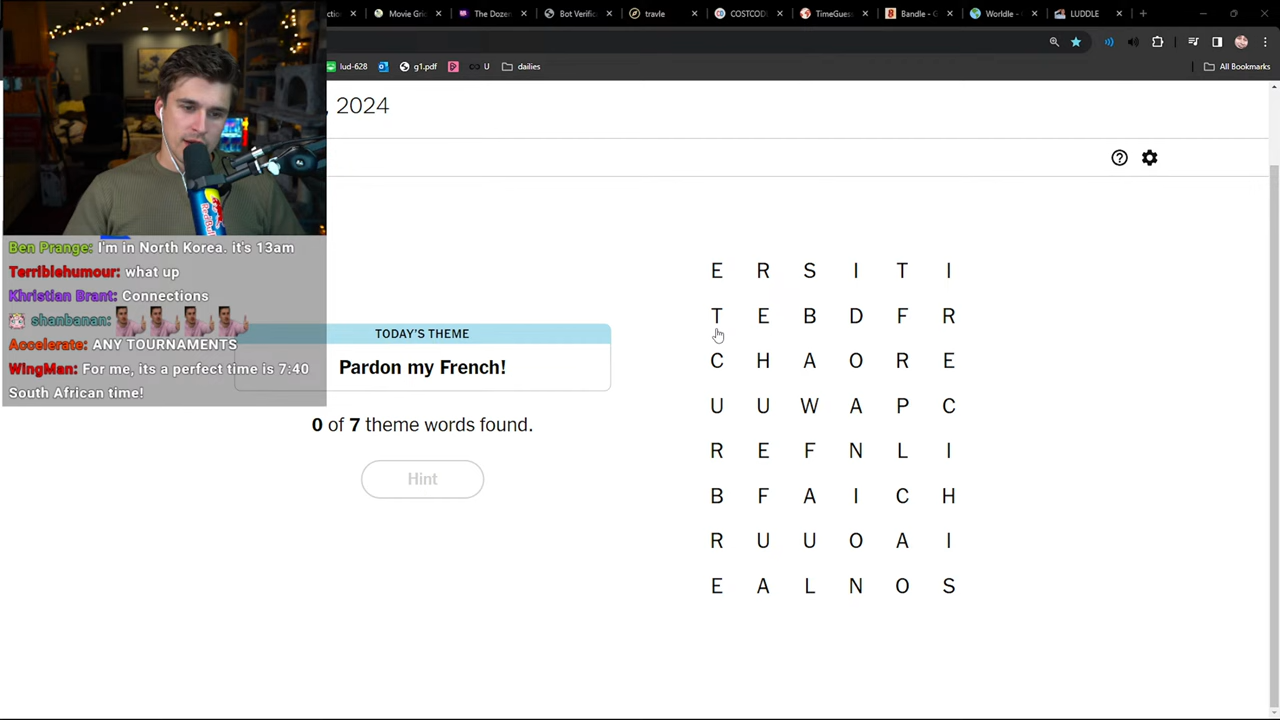 ction
Movie Gri
The Dozen
Bot Verific
travle
COSTCOD
TimeGues
Bandle - G
Worldle -
LUDDLE
lud-628
g1.pdf
U
dailies
All Bookmarks
, 2024
Ben Prange: I'm in North Korea. it's 13am
Terriblehumour: what up
Khristian Brant: Connections
shanbanan:
Accelerate: ANY TOURNAMENTS
WingMan: For me, its a perfect time is 7:40
South African time!
TODAY'S THEME
Pardon my French!
0 of 7 theme words found.
Hint
E R S I T I
T E B D F R
C H A O R E
U U W A P C
R E F N L I
B F A I C H
R U U O A I
E A L N O S